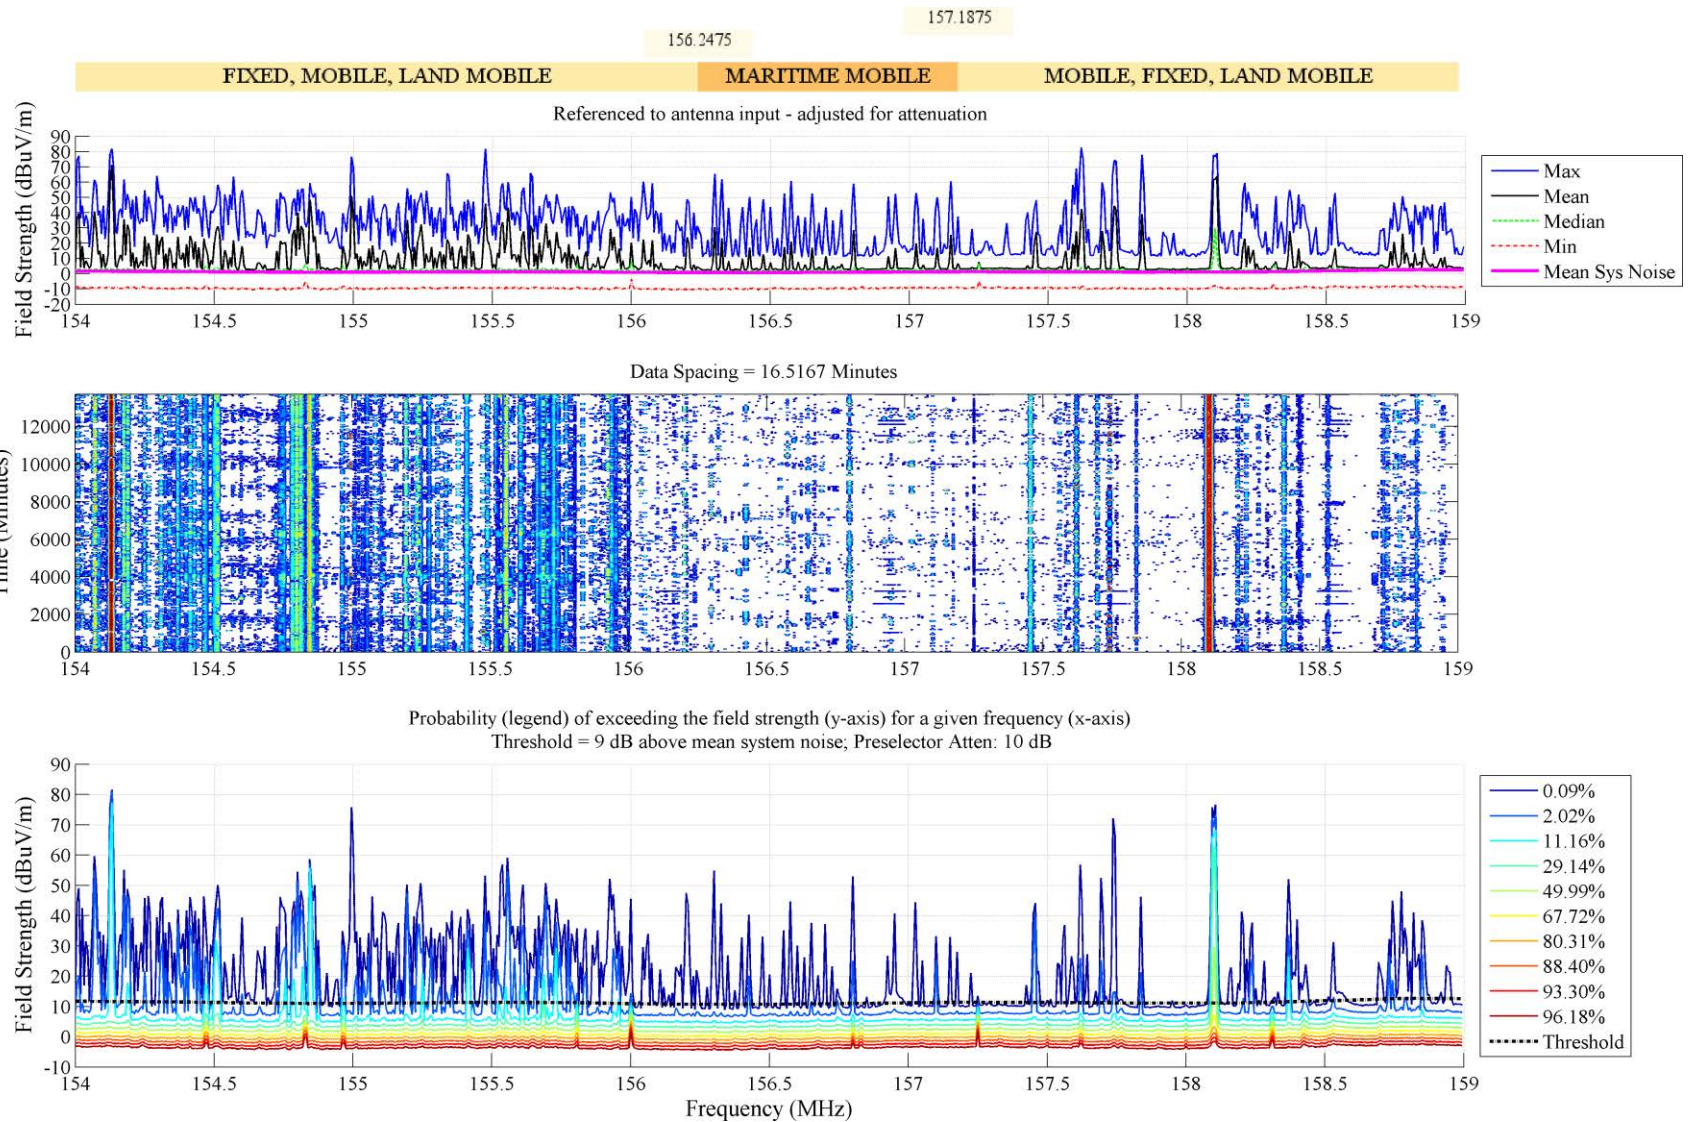 157.1875
156.2475
FIXED, MOBILE, LAND MOBILE MARITIME MOBILE MOBILE, FIXED, LAND MOBILE
Referenced to antenna input - adjusted for attenuation
Field Strength (dBuV/m)
90
80
70
60
50
40
30
20
10
0
-10
-20
154 154.5 155 155.5 156 156.5 157 157.5 158 158.5 159
Max
Mean
Median
Min
Mean Sys Noise
Data Spacing = 16.5167 Minutes
Time (Minutes)
12000
10000
8000
6000
4000
2000
0
154 154.5 155 155.5 156 156.5 157 157.5 158 158.5 159
Probability (legend) of exceeding the field strength (y-axis) for a given frequency (x-axis)
Threshold = 9 dB above mean system noise; Preselector Atten: 10 dB
Field Strength (dBuV/m)
90
80
70
60
50
40
30
20
10
0
-10
154 154.5 155 155.5 156 156.5 157 157.5 158 158.5 159
Frequency (MHz)
0.09%
2.02%
11.16%
29.14%
49.99%
67.72%
80.31%
88.40%
93.30%
96.18%
Threshold